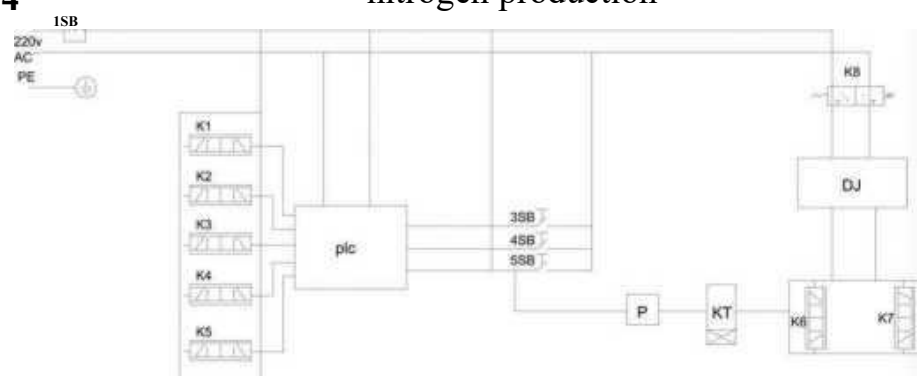 4
nitrogen production
1SB
220v
AC
PE
K8
K1
K2
K3
K4
K5
plc
DJ
3SB
4SB
5SB
P
KT
K6
K7